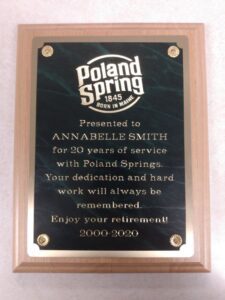 Poland
Spring
1845
BORN IN MAINE
Presented to
ANNABELLE SMITH
for 20 years of service
with Poland Springs.
Your dedication and hard
work will always be
remembered.
Enjoy your retirement!
2000-2020